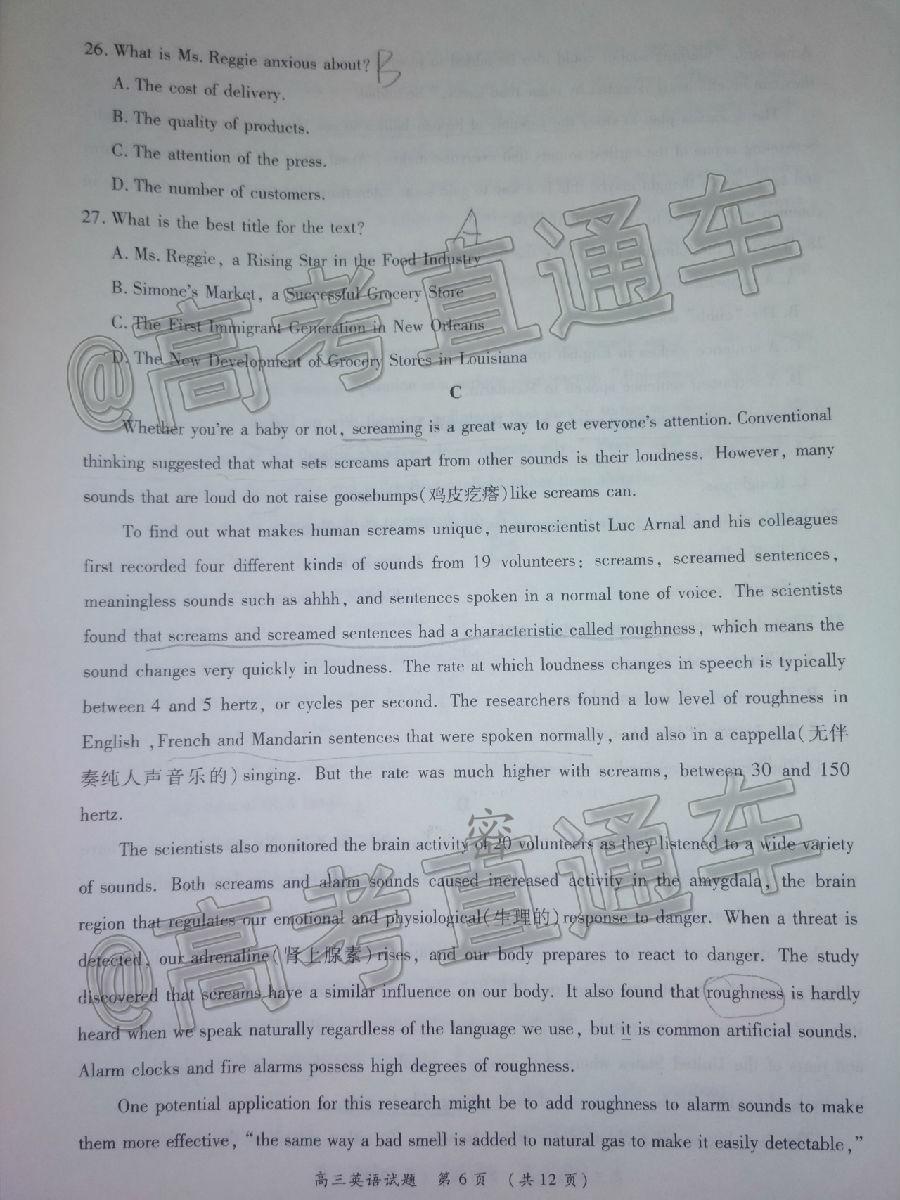 26. What is Ms. Reggie anxious about? B
A. The cost of delivery.
B. The quality of products.
C. The attention of the press.
D. The number of customers.
27. What is the best title for the text? A
A. Ms. Reggie, a Rising Star in the Food Industry
B. Simone's Market, a Successful Grocery Store
C. The First Immigrant Generation in New Orleans
D. The New Development of Grocery Stores in Louisiana
@高考直通车
C
Whether you're a baby or not, screaming is a great way to get everyone's attention. Conventional
thinking suggested that what sets screams apart from other sounds is their loudness. However, many
sounds that are loud do not raise goosebumps(鸡皮疙瘩)like screams can.
To find out what makes human screams unique, neuroscientist Luc Arnal and his colleagues
first recorded four different kinds of sounds from 19 volunteers: screams, screamed sentences,
meaningless sounds such as ahhh, and sentences spoken in a normal tone of voice. The scientists
found that screams and screamed sentences had a characteristic called roughness, which means the
sound changes very quickly in loudness. The rate at which loudness changes in speech is typically
between 4 and 5 hertz, or cycles per second. The researchers found a low level of roughness in
English ,French and Mandarin sentences that were spoken normally, and also in a cappella(无伴
奏纯人声音乐的)singing. But the rate was much higher with screams, between 30 and 150
hertz.
密
The scientists also monitored the brain activity of 20 volunteers as they listened to a wide variety
of sounds. Both screams and alarm sounds caused increased activity in the amygdala, the brain
region that regulates our emotional and physiological(生理的)response to danger. When a threat is
detected, our adrenaline(肾上腺素)rises, and our body prepares to react to danger. The study
discovered that screams have a similar influence on our body. It also found that roughness is hardly
heard when we speak naturally regardless of the language we use, but it is common artificial sounds.
Alarm clocks and fire alarms possess high degrees of roughness.
@高考直通车
One potential application for this research might be to add roughness to alarm sounds to make
them more effective, "the same way a bad smell is added to natural gas to make it easily detectable,"
高三英语试题 第6页 (共12页)